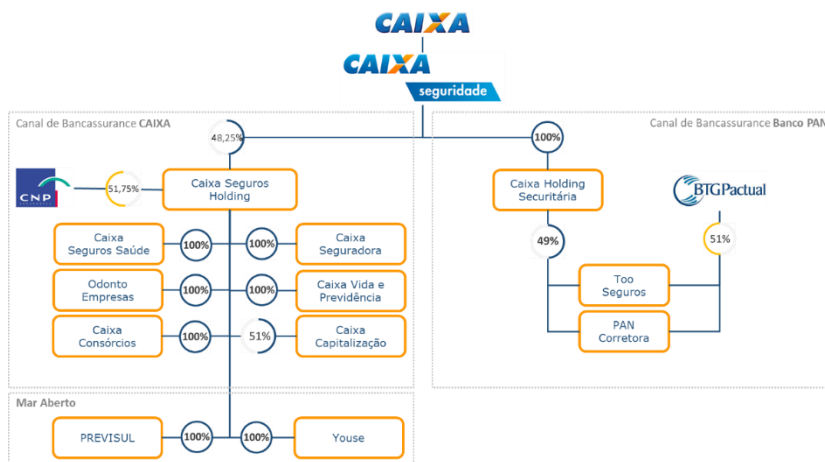 CAIXA
CAIXA
seguridade
Canal de Bancassurance CAIXA
Canal de Bancassurance Banco PAN
48,25%
100%
CNP
51,75%
Caixa Seguros
Holding
Caixa Holding
Securitária
BTGPactual
Caixa
Seguros Saúde
100%
100%
Caixa
Seguradora
49%
51%
Odonto
Empresas
100%
100%
Caixa Vida e
Previdência
Too
Seguros
Caixa
Consórcios
100%
51%
Caixa
Capitalização
PAN
Corretora
Mar Aberto
PREVISUL
100%
100%
Youse